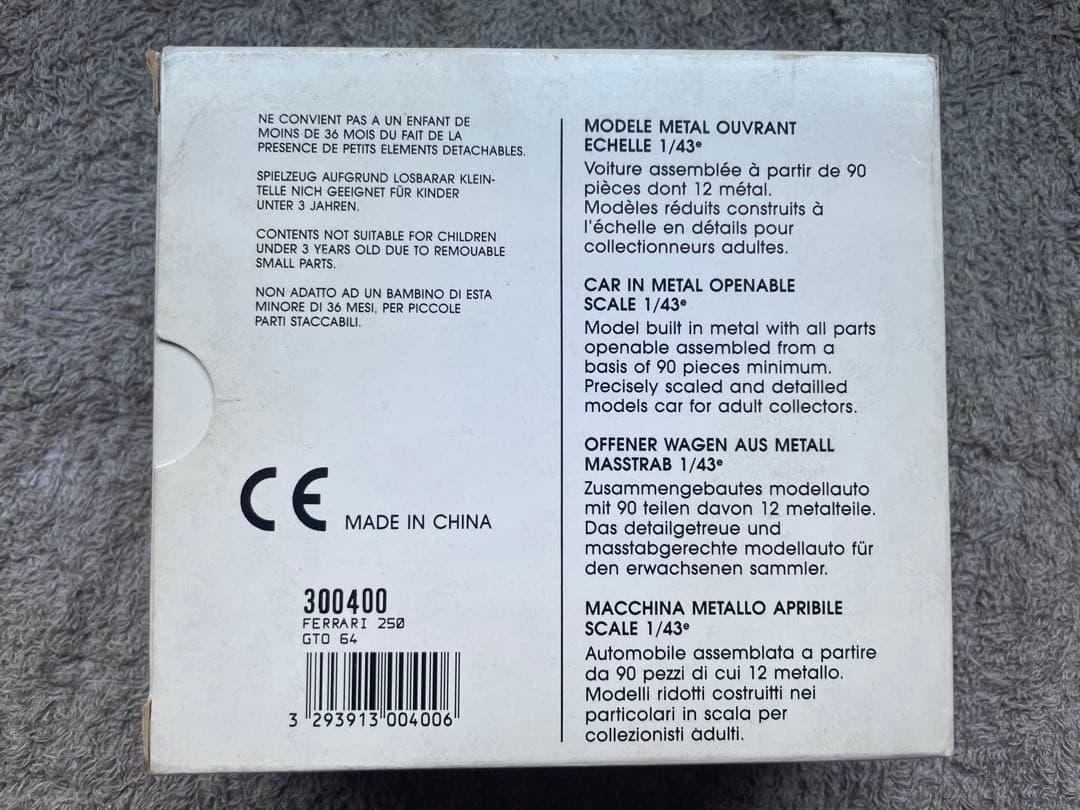 NE CONVIENT PAS A UN ENFANT DE
MOINS DE 36 MOIS DU FAIT DE LA
PRESENCE DE PETITS ELEMENTS DETACHABLES.
SPIELZEUG AUFGRUND LOSBARAR KLEIN-
TELLE NICH GEEIGNET FÜR KINDER
UNTER 3 JAHREN.
CONTENTS NOT SUITABLE FOR CHILDREN
UNDER 3 YEARS OLD DUE TO REMOUABLE
SMALL PARTS.
NON ADATTO AD UN BAMBINO DI ESTA
MINORE DI 36 MESI, PER PICCOLE
PARTI STACCABILI.
CE MADE IN CHINA
300400
FERRARI 250
GTO 64
3 293913 004006
MODELE METAL OUVRANT
ECHELLE 1/43e
Voiture assemblée à partir de 90
pièces dont 12 métal.
Modèles réduits construits à
l'échelle en détails pour
collectionneurs adultes.
CAR IN METAL OPENABLE
SCALE 1/43e
Model built in metal with all parts
openable assembled from a
basis of 90 pieces minimum.
Precisely scaled and detailled
models car for adult collectors.
OFFENER WAGEN AUS METALL
MASSTRAB 1/43e
Zusammengebautes modellauto
mit 90 teilen davon 12 metalteile.
Das detailgetreue und
masstabgerechte modellauto für
den erwachsenen sammler.
MACCHINA METALLO APRIBILE
SCALE 1/43e
Automobile assemblata a partire
da 90 pezzi di cui 12 metallo.
Modelli ridotti costruitti nei
particolari in scala per
collezionisti adulti.